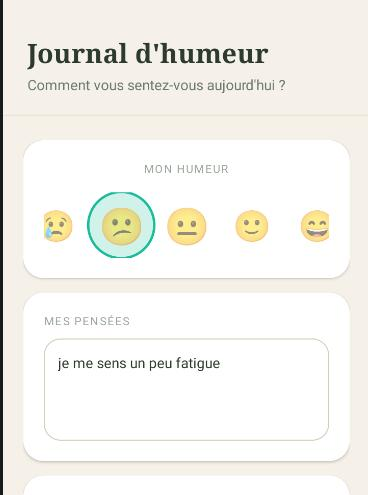 Journal d'humeur
Comment vous sentez-vous aujourd'hui ?
MON HUMEUR
MES PENSÉES
je me sens un peu fatigue